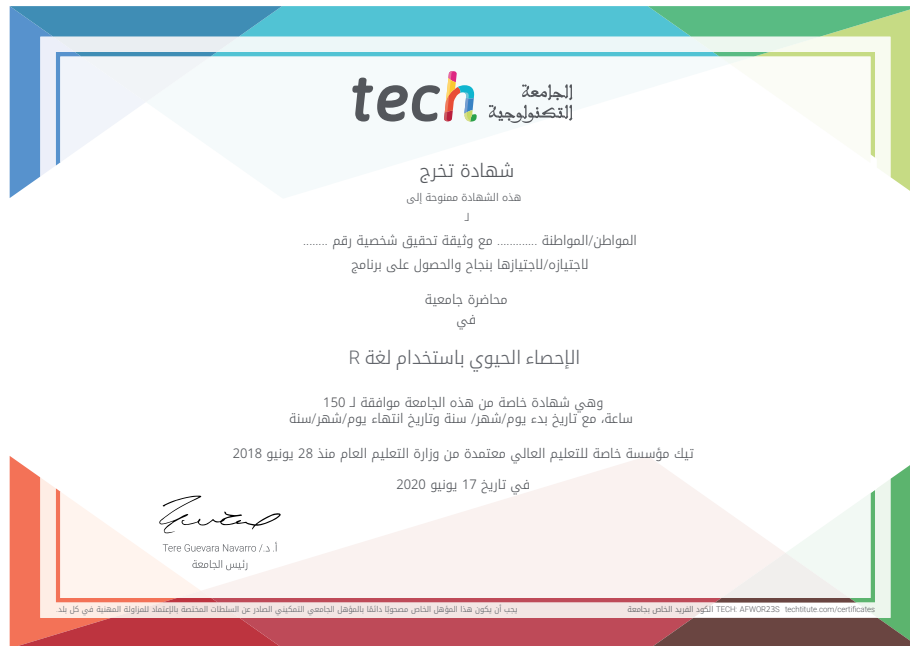 tech الجامعة
التكنولوجية
شهادة تخرج
هذه الشهادة ممنوحة إلى
لـ
المواطن/المواطنة ............ مع وثيقة تحقيق شخصية رقم ........
لاجتيازه/لاجتيازها بنجاح والحصول على برنامج
محاضرة جامعية
في
الإحصاء الحيوي باستخدام لغة R
وهي شهادة خاصة من هذه الجامعة موافقة لـ 150
ساعة، مع تاريخ بدء يوم/شهر/ سنة وتاريخ انتهاء يوم/شهر/سنة
تيك مؤسسة خاصة للتعليم العالي معتمدة من وزارة التعليم العام منذ 28 يونيو 2018
في تاريخ 17 يونيو 2020
أ. د./ Tere Guevara Navarro
رئيس الجامعة
يجب أن يكون هذا المؤهل الخاص مصحوبًا دائمًا بالمؤهل الجامعي التمكيني الصادر عن السلطات المختصة بالإعتماد للمزاولة المهنية في كل بلد.
الكود الفريد الخاص بجامعة TECH: AFWOR23S techtitute.com/certificates